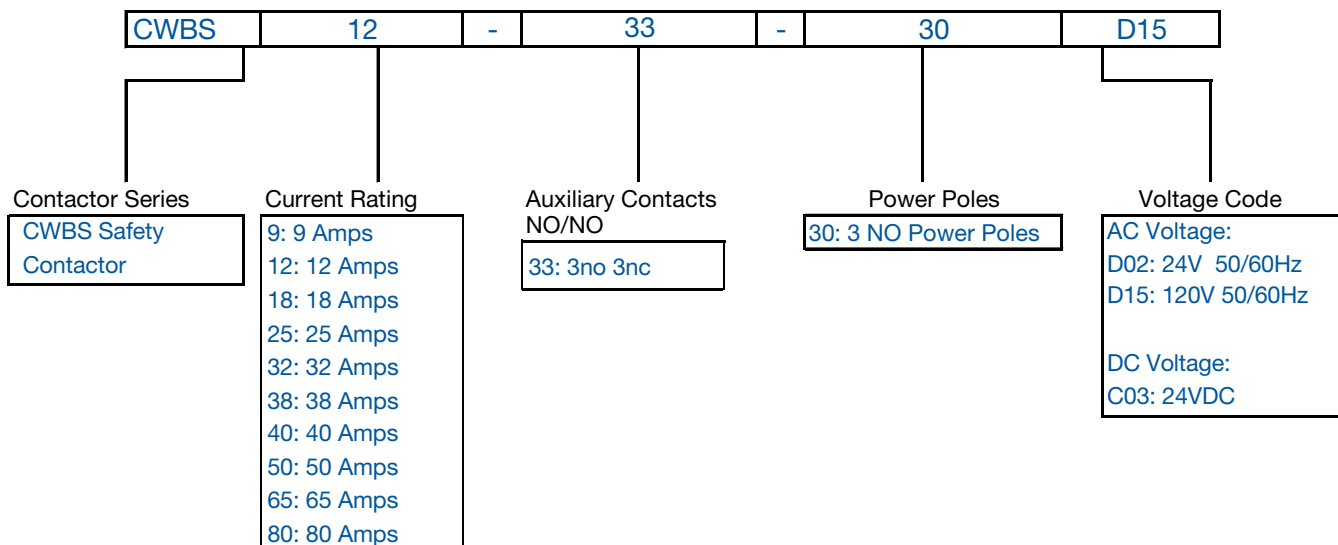 CWBS 12 - 33 - 30 D15
Contactor Series
CWBS Safety
Contactor
Current Rating
9: 9 Amps
12: 12 Amps
18: 18 Amps
25: 25 Amps
32: 32 Amps
38: 38 Amps
40: 40 Amps
50: 50 Amps
65: 65 Amps
80: 80 Amps
Auxiliary Contacts
NO/NO
33: 3no 3nc
Power Poles
30: 3 NO Power Poles
Voltage Code
AC Voltage:
D02: 24V 50/60Hz
D15: 120V 50/60Hz
DC Voltage:
C03: 24VDC